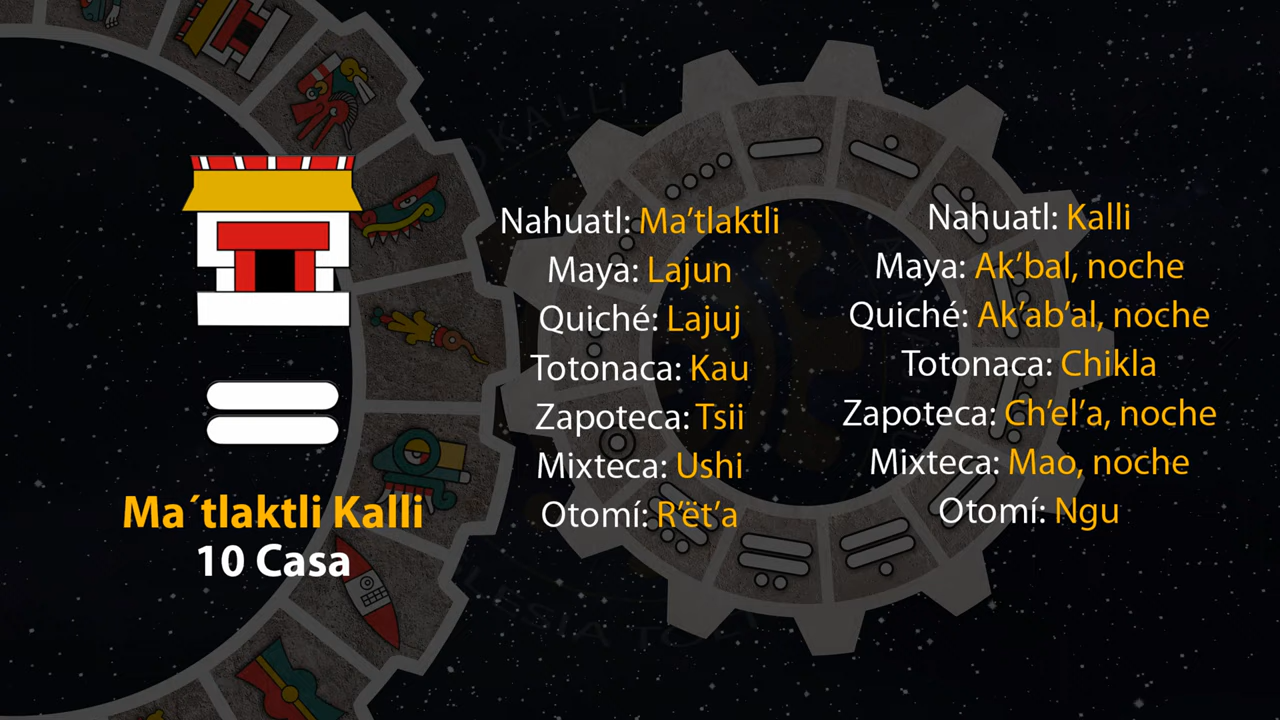 Nahuatl: Ma’tlaktli
Maya: Lajun
Quiché: Lajuj
Totonaca: Kau
Zapoteca: Tsii
Mixteca: Ushi
Otomí: R’ët’a
Nahuatl: Kalli
Maya: Ak’bal, noche
Quiché: Ak’ab’al, noche
Totonaca: Chikla
Zapoteca: Ch’el’a, noche
Mixteca: Mao, noche
Otomí: Ngu
Ma´tlaktli Kalli
10 Casa